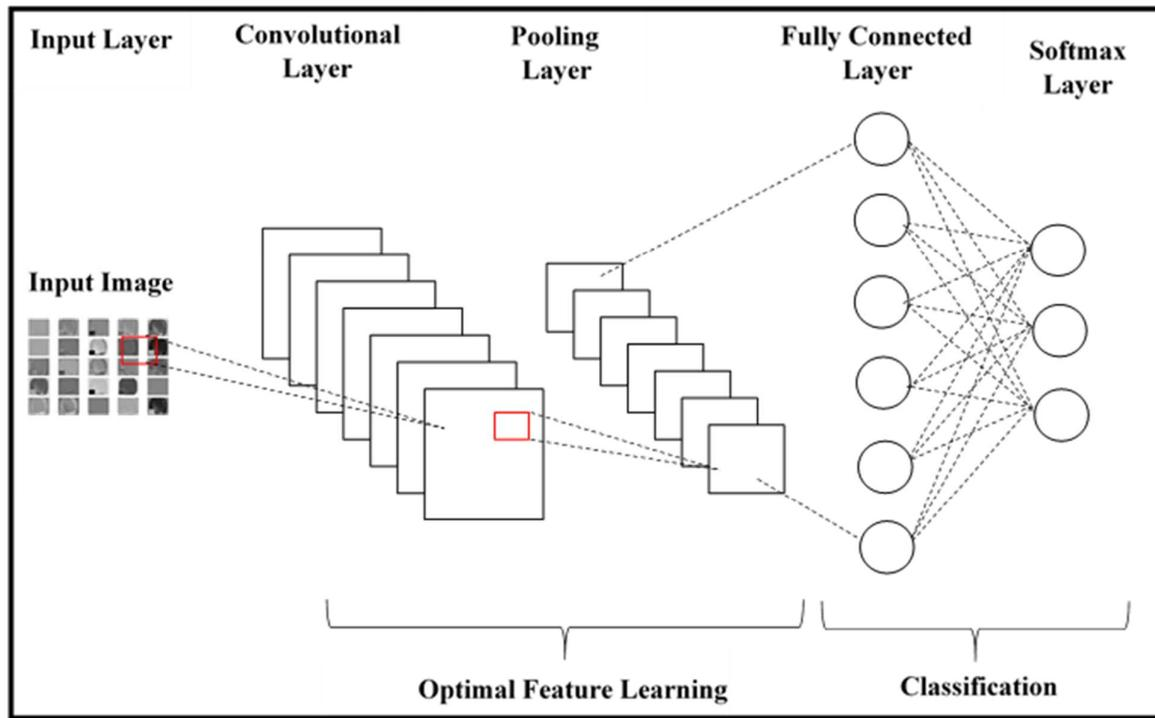 Input Layer
Convolutional
Layer
Pooling
Layer
Fully Connected
Layer
Softmax
Layer
Input Image
Optimal Feature Learning
Classification